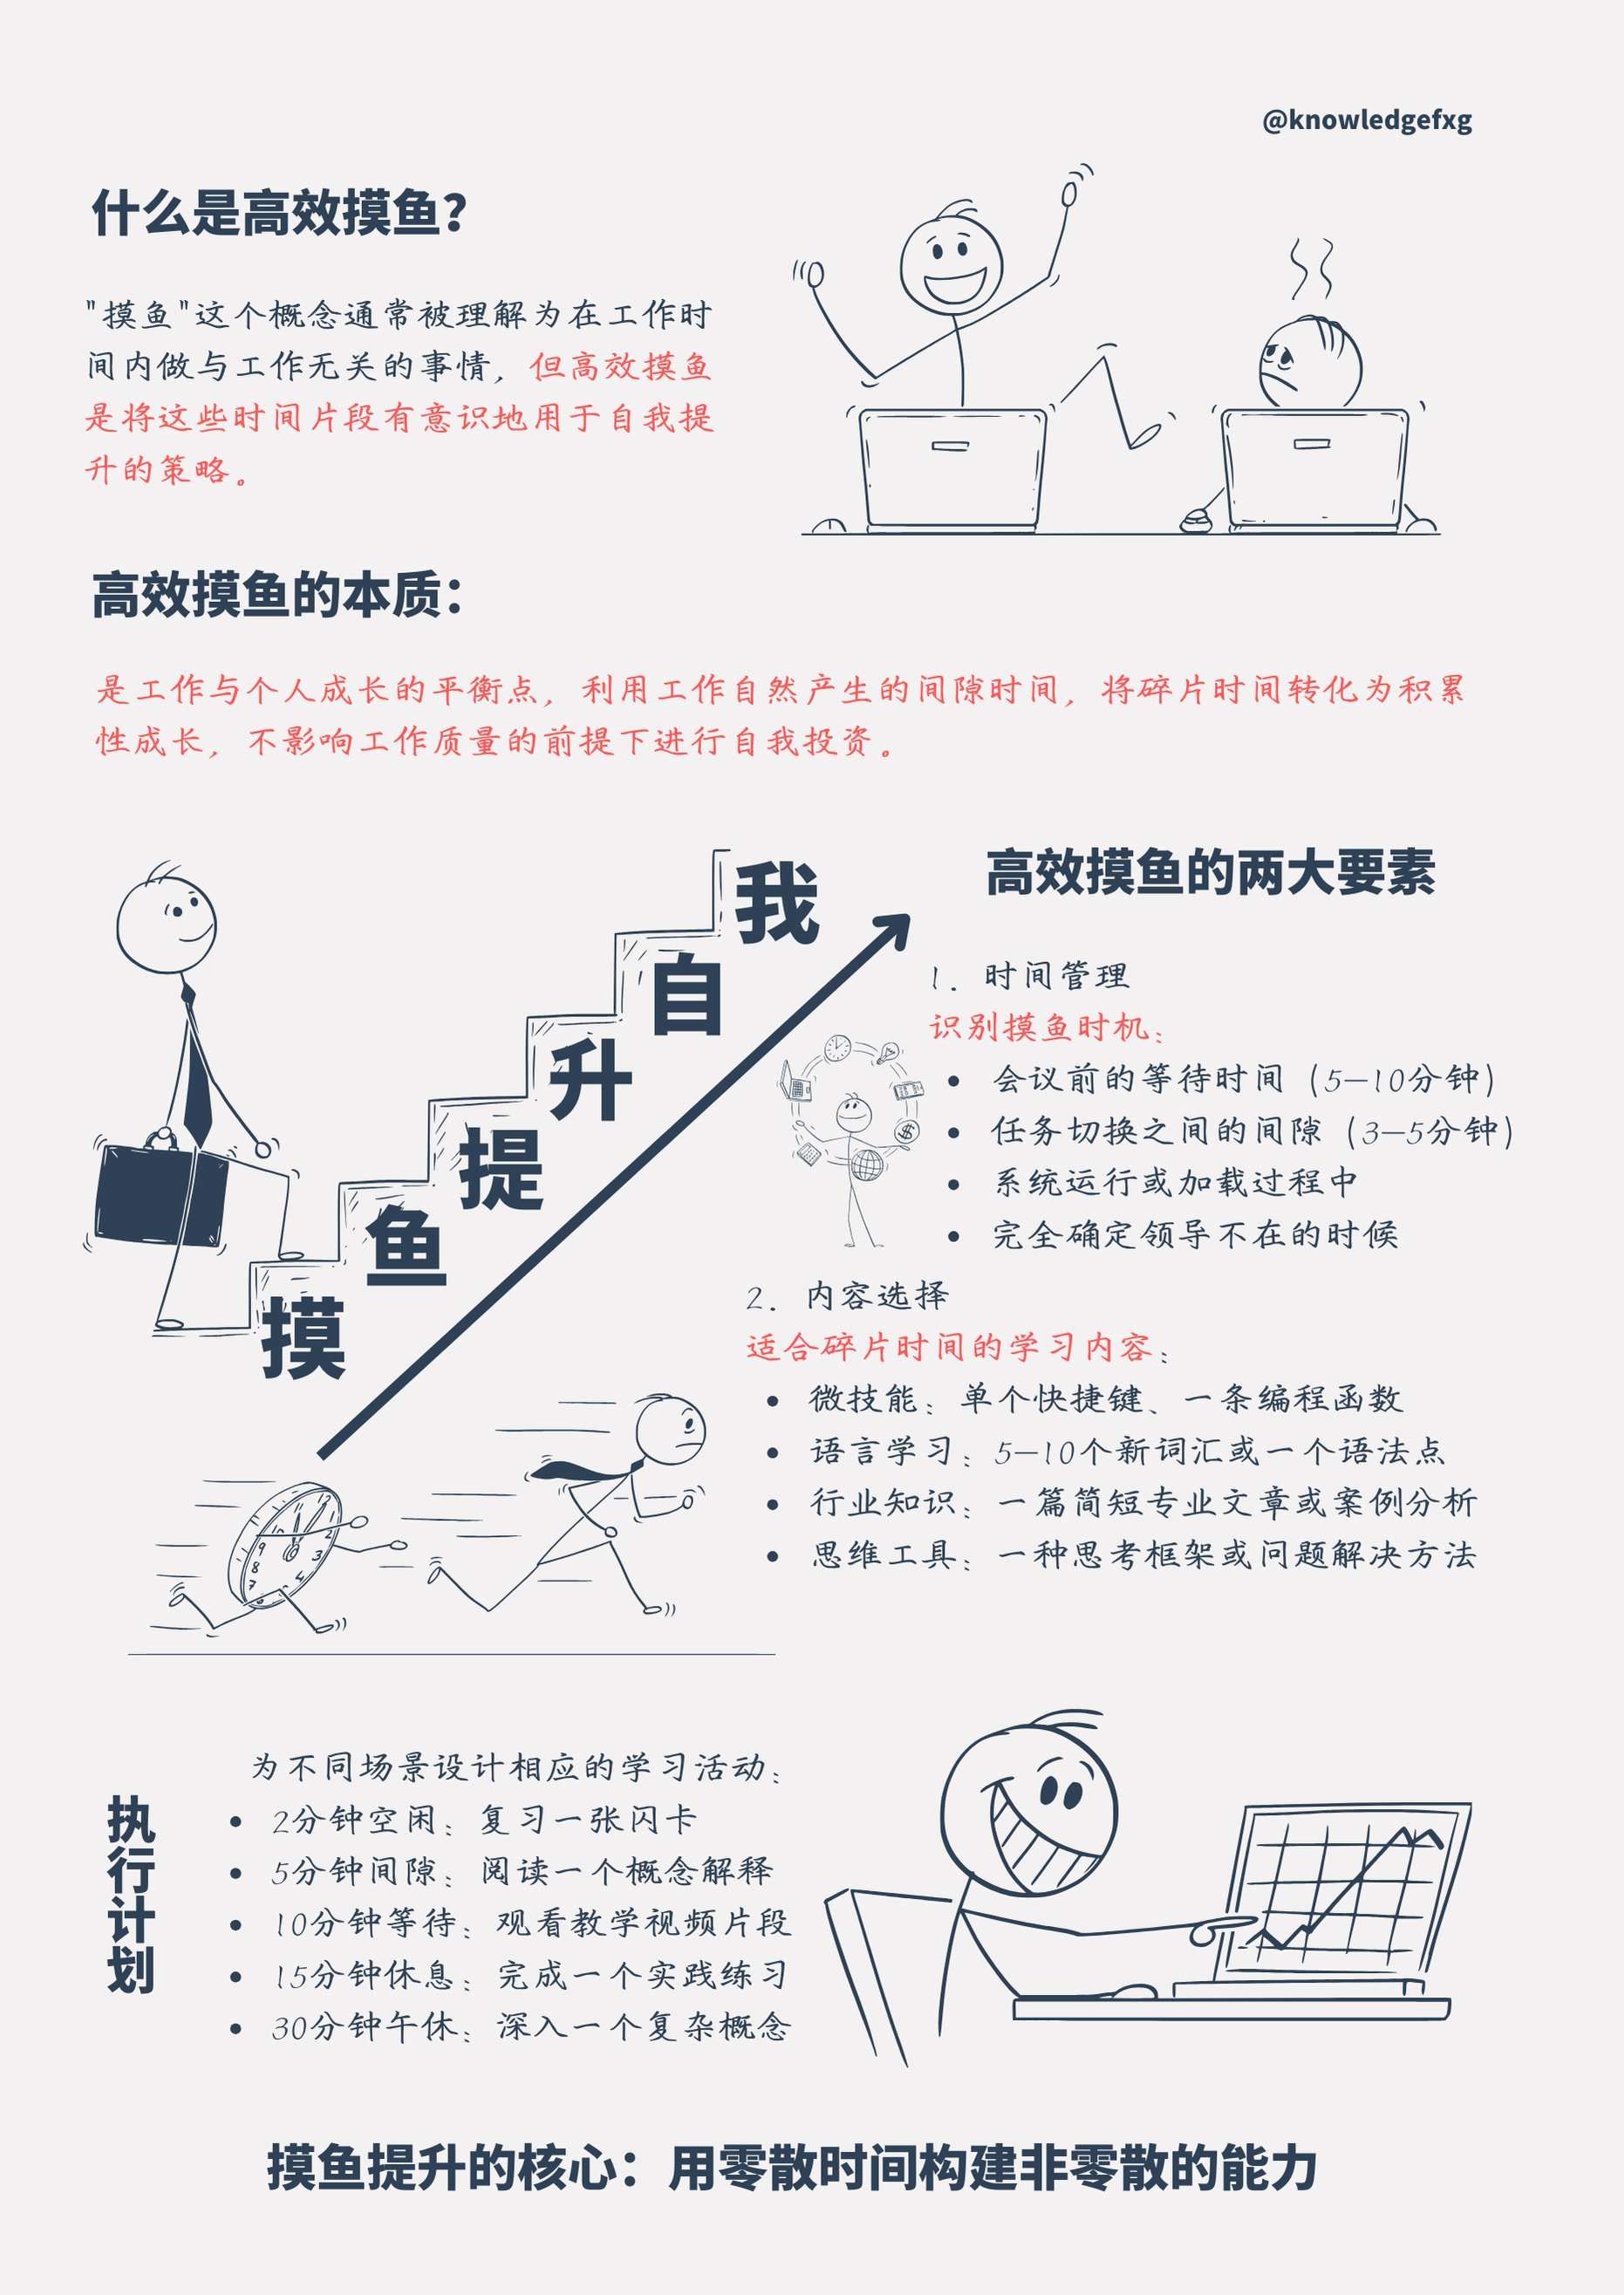 @knowledgefxg
什么是高效摸鱼？
"摸鱼"这个概念通常被理解为在工作时
间内做与工作无关的事情，但高效摸鱼
是将这些时间片段有意识地用于自我提
升的策略。
高效摸鱼的本质：
是工作与个人成长的平衡点，利用工作自然产生的间隙时间，将碎片时间转化为积累
性成长，不影响工作质量的前提下进行自我投资。
摸
鱼
提
升
自
我
高效摸鱼的两大要素
1. 时间管理
识别摸鱼时机：
• 会议前的等待时间（5-10分钟）
• 任务切换之间的间隙（3-5分钟）
• 系统运行或加载过程中
• 完全确定领导不在的时候
2. 内容选择
适合碎片时间的学习内容：
• 微技能：单个快捷键、一条编程函数
• 语言学习：5-10个新词汇或一个语法点
• 行业知识：一篇简短专业文章或案例分析
• 思维工具：一种思考框架或问题解决方法
执行计划
为不同场景设计相应的学习活动：
• 2分钟空闲：复习一张闪卡
• 5分钟间隙：阅读一个概念解释
• 10分钟等待：观看教学视频片段
• 15分钟休息：完成一个实践练习
• 30分钟午休：深入一个复杂概念
摸鱼提升的核心：用零散时间构建非零散的能力